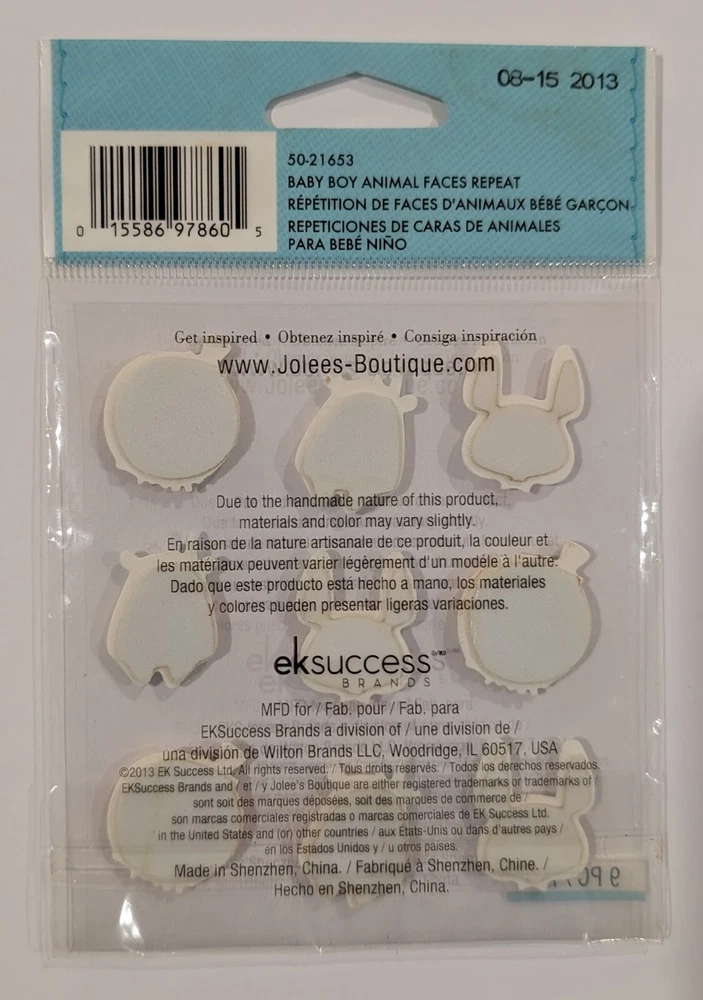 08-15 2013
50-21653
BABY BOY ANIMAL FACES REPEAT
RÉPÉTITION DE FACES D'ANIMAUX BÉBÉ GARÇON
REPETICIONES DE CARAS DE ANIMALES
PARA BEBÉ NIÑO
0 15586 97860 5
Get inspired • Obtenez inspiré • Consiga inspiración
www.Jolees-Boutique.com
Due to the handmade nature of this product,
materials and color may vary slightly.
En raison de la nature artisanale de ce produit, la couleur et
les matériaux peuvent varier légèrement d'un modéle à l'autre.
Dado que este producto está hecho a mano, los materiales
y colores pueden presentar ligeras variaciones.
eksuccess™
BRANDS
MFD for / Fab. pour / Fab. para
EKSuccess Brands a division of / une division de /
una división de Wilton Brands LLC, Woodridge, IL 60517, USA
©2013 EK Success Ltd. All rights reserved. / Tous droits réservés. / Todos los derechos reservados.
EKSuccess Brands and / et / y Jolee's Boutique are either registered trademarks or trademarks of /
sont soit des marques déposées, soit des marques de commerce de /
son marcas comerciales registradas o marcas comerciales de EK Success Ltd.
in the United States and (or) other countries / aux États-Unis ou dans d'autres pays /
en los Estados Unidos y / u otros paises.
Made in Shenzhen, China. / Fabriqué à Shenzhen, Chine. /
Hecho en Shenzhen, China.
9 PC/